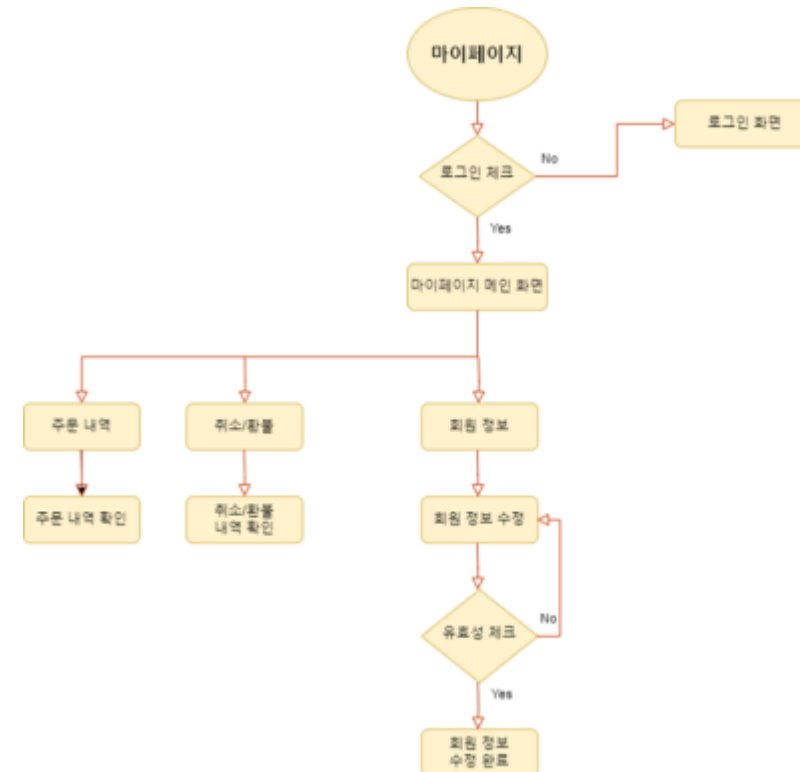 마이페이지
로그인 화면
No
로그인 체크
Yes
마이페이지 메인 화면
주문 내역
취소/환불
회원 정보
주문 내역 확인
취소/환불
내역 확인
회원 정보 수정
유효성 체크
No
Yes
회원 정보
수정 완료